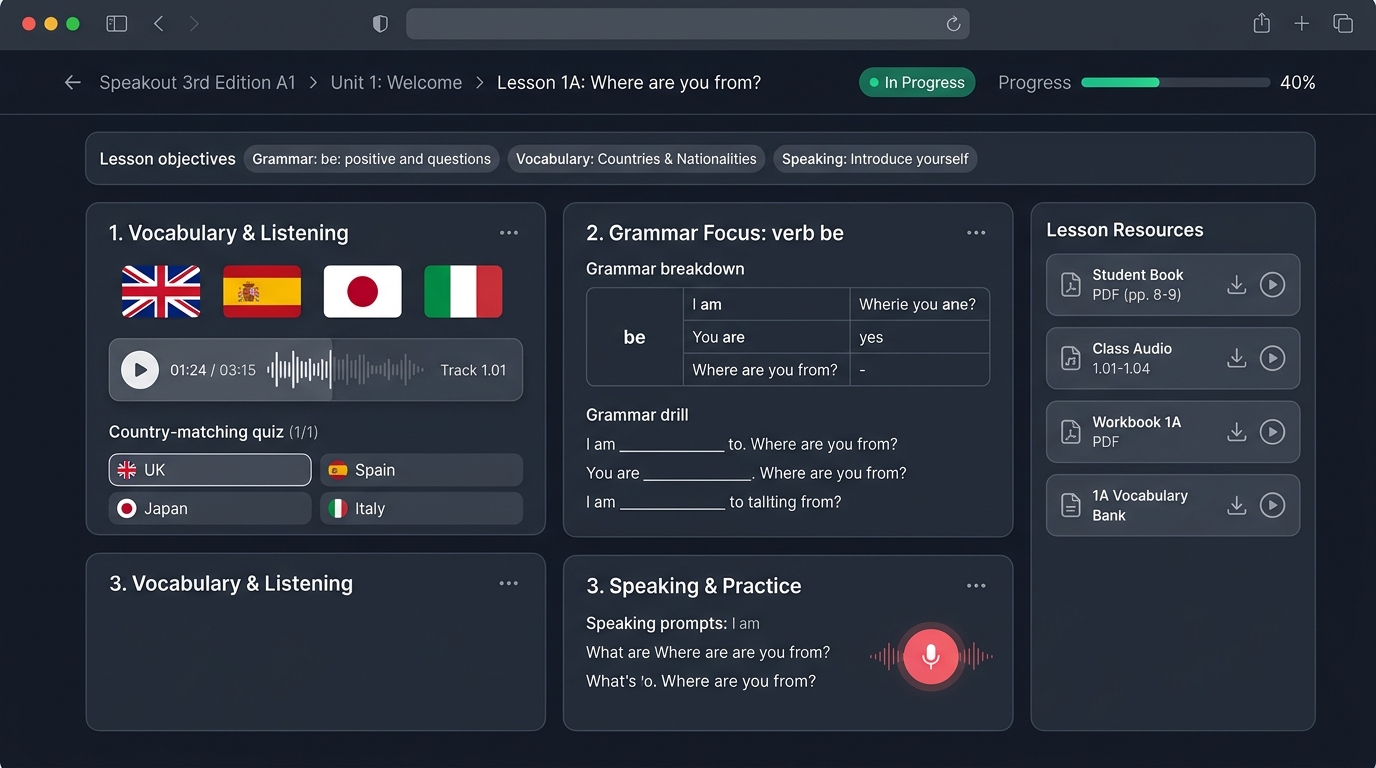 Speakout 3rd Edition A1 > Unit 1: Welcome > Lesson 1A: Where are you from?
In Progress
Progress 40%
Lesson objectives
Grammar: be: positive and questions
Vocabulary: Countries & Nationalities
Speaking: Introduce yourself
1. Vocabulary & Listening
01:24 / 03:15
Track 1.01
Country-matching quiz (1/1)
UK
Spain
Japan
Italy
2. Grammar Focus: verb be
Grammar breakdown
be
I am
Wherie you ane?
You are
yes
Where are you from?
-
Grammar drill
I am ____________ to. Where are you from?
You are ____________. Where are you from?
I am ____________ to tallting from?
3. Vocabulary & Listening
3. Speaking & Practice
Speaking prompts: I am
What are Where are are you from?
What's 'o. Where are you from?
Lesson Resources
Student Book
PDF (pp. 8-9)
Class Audio
1.01-1.04
Workbook 1A
PDF
1A Vocabulary
Bank